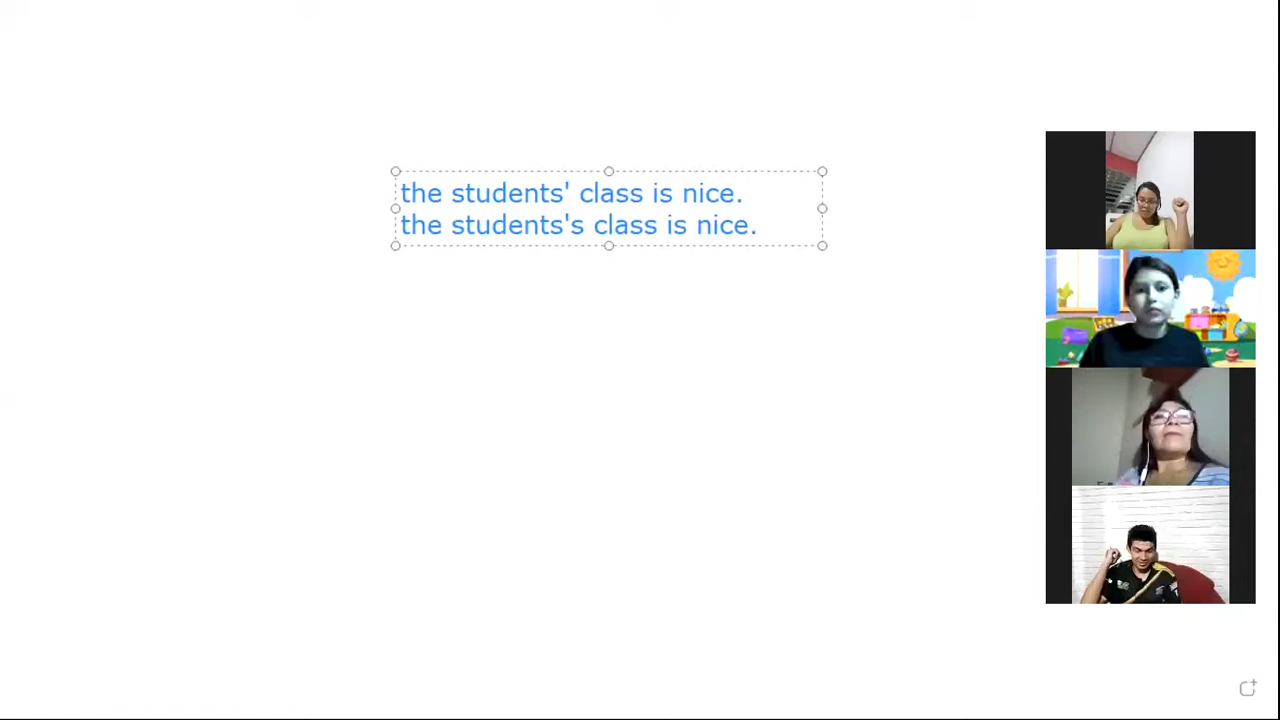 the students' class is nice.
the students's class is nice.